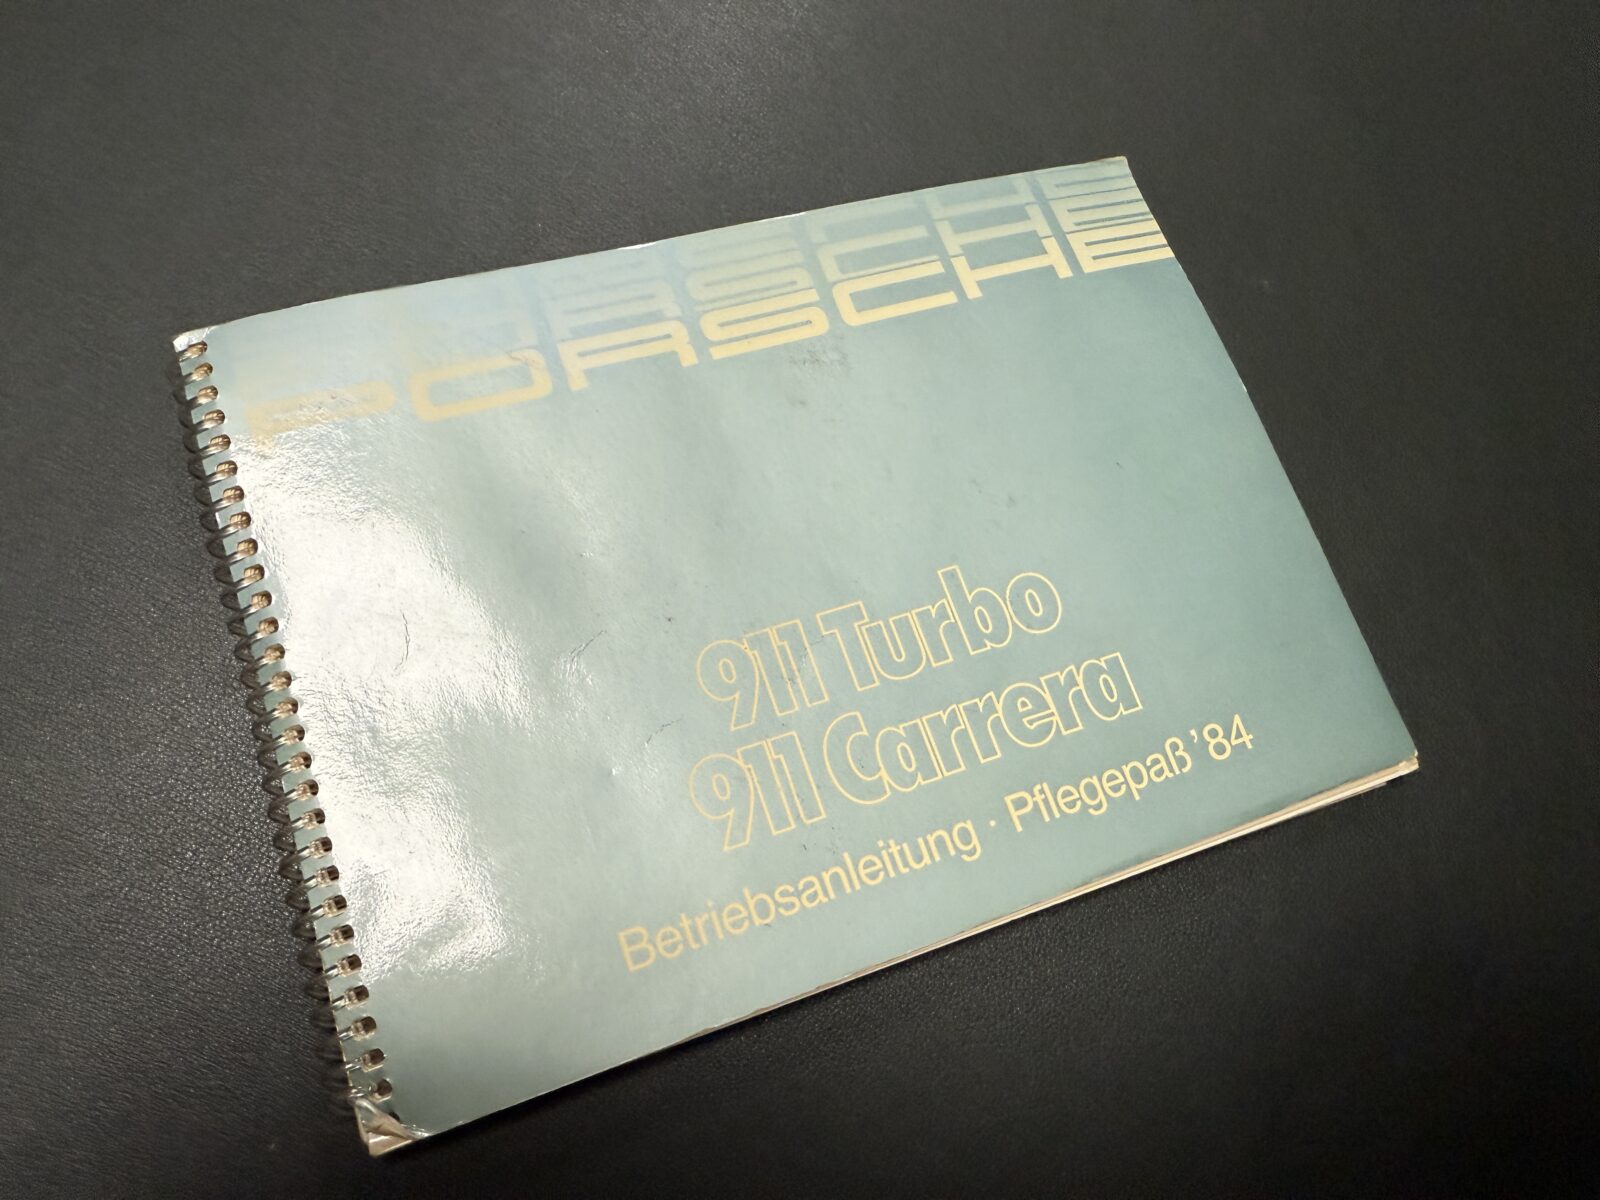 PORSCHE
911 Turbo
911 Carrera
Betriebsanleitung · Pflegepaß '84